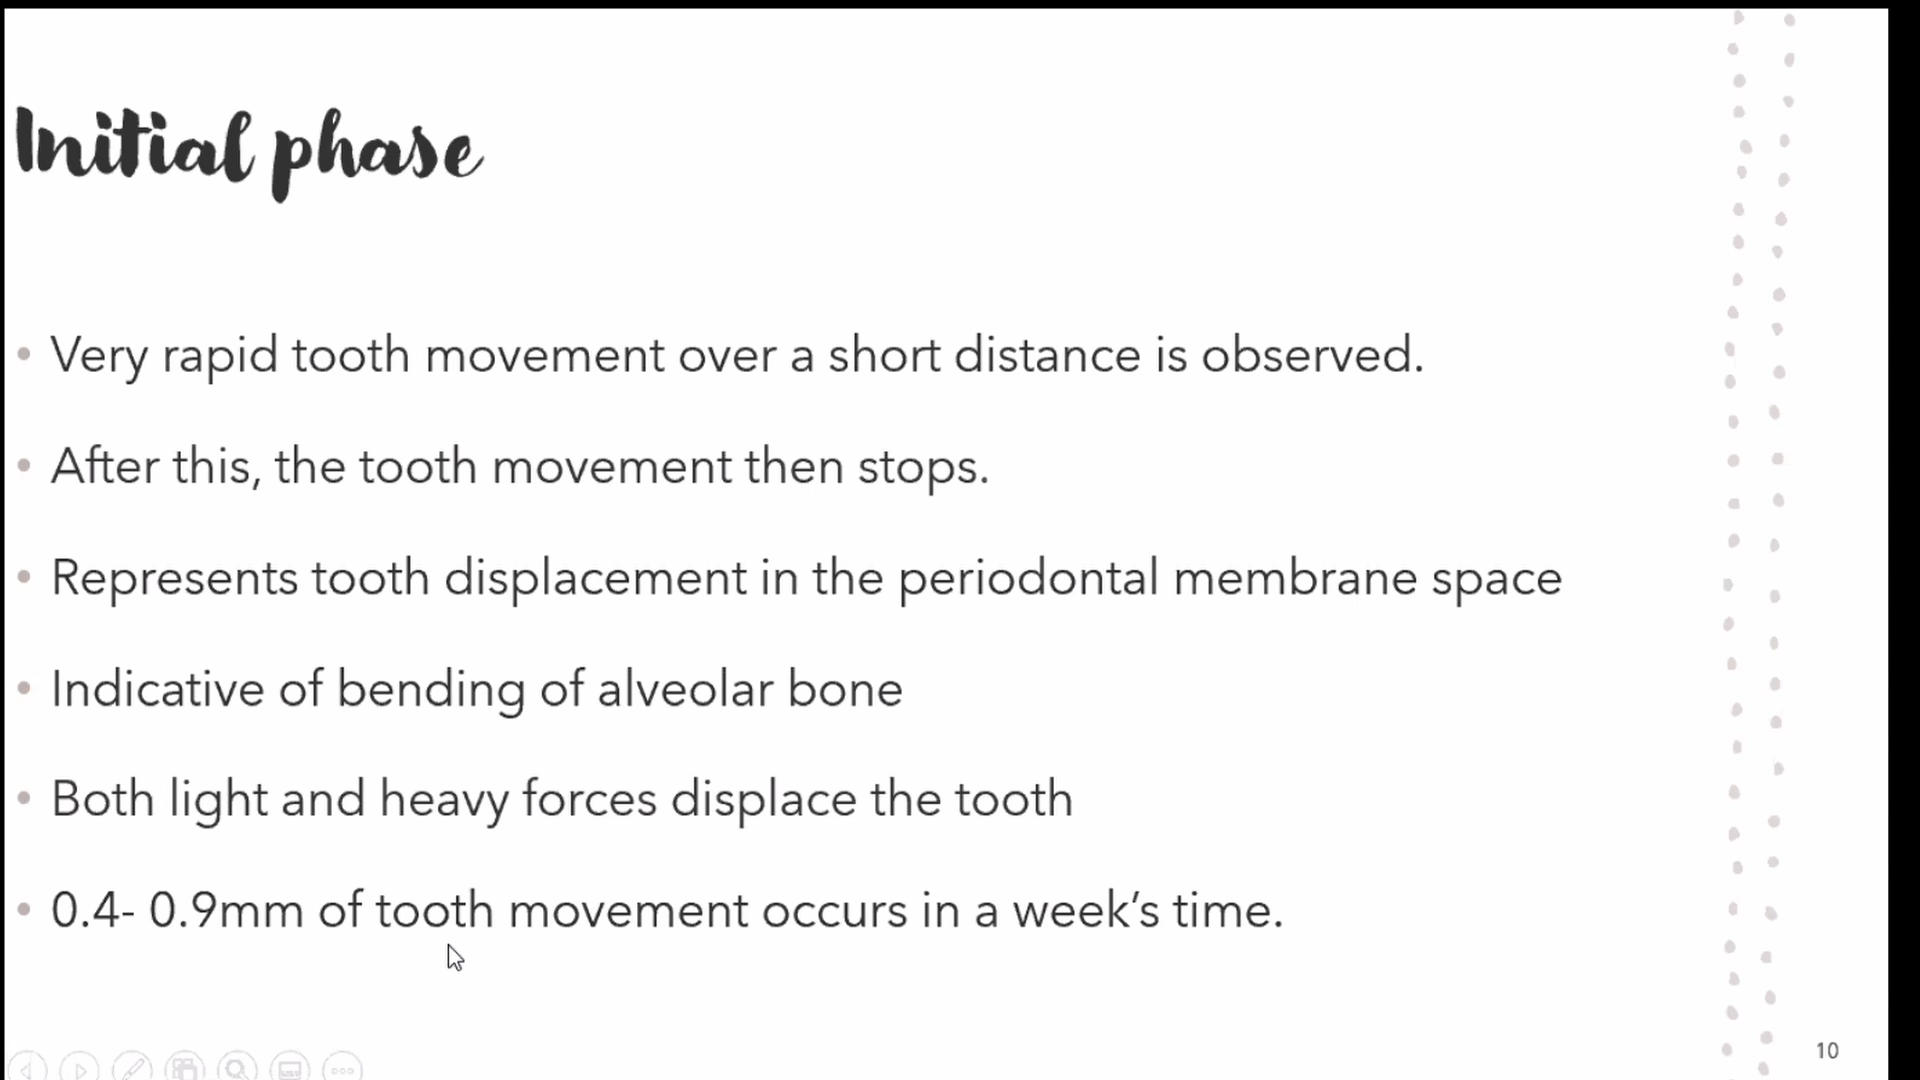 Initial phase
• Very rapid tooth movement over a short distance is observed.
• After this, the tooth movement then stops.
• Represents tooth displacement in the periodontal membrane space
• Indicative of bending of alveolar bone
• Both light and heavy forces displace the tooth
• 0.4- 0.9mm of tooth movement occurs in a week’s time.
10